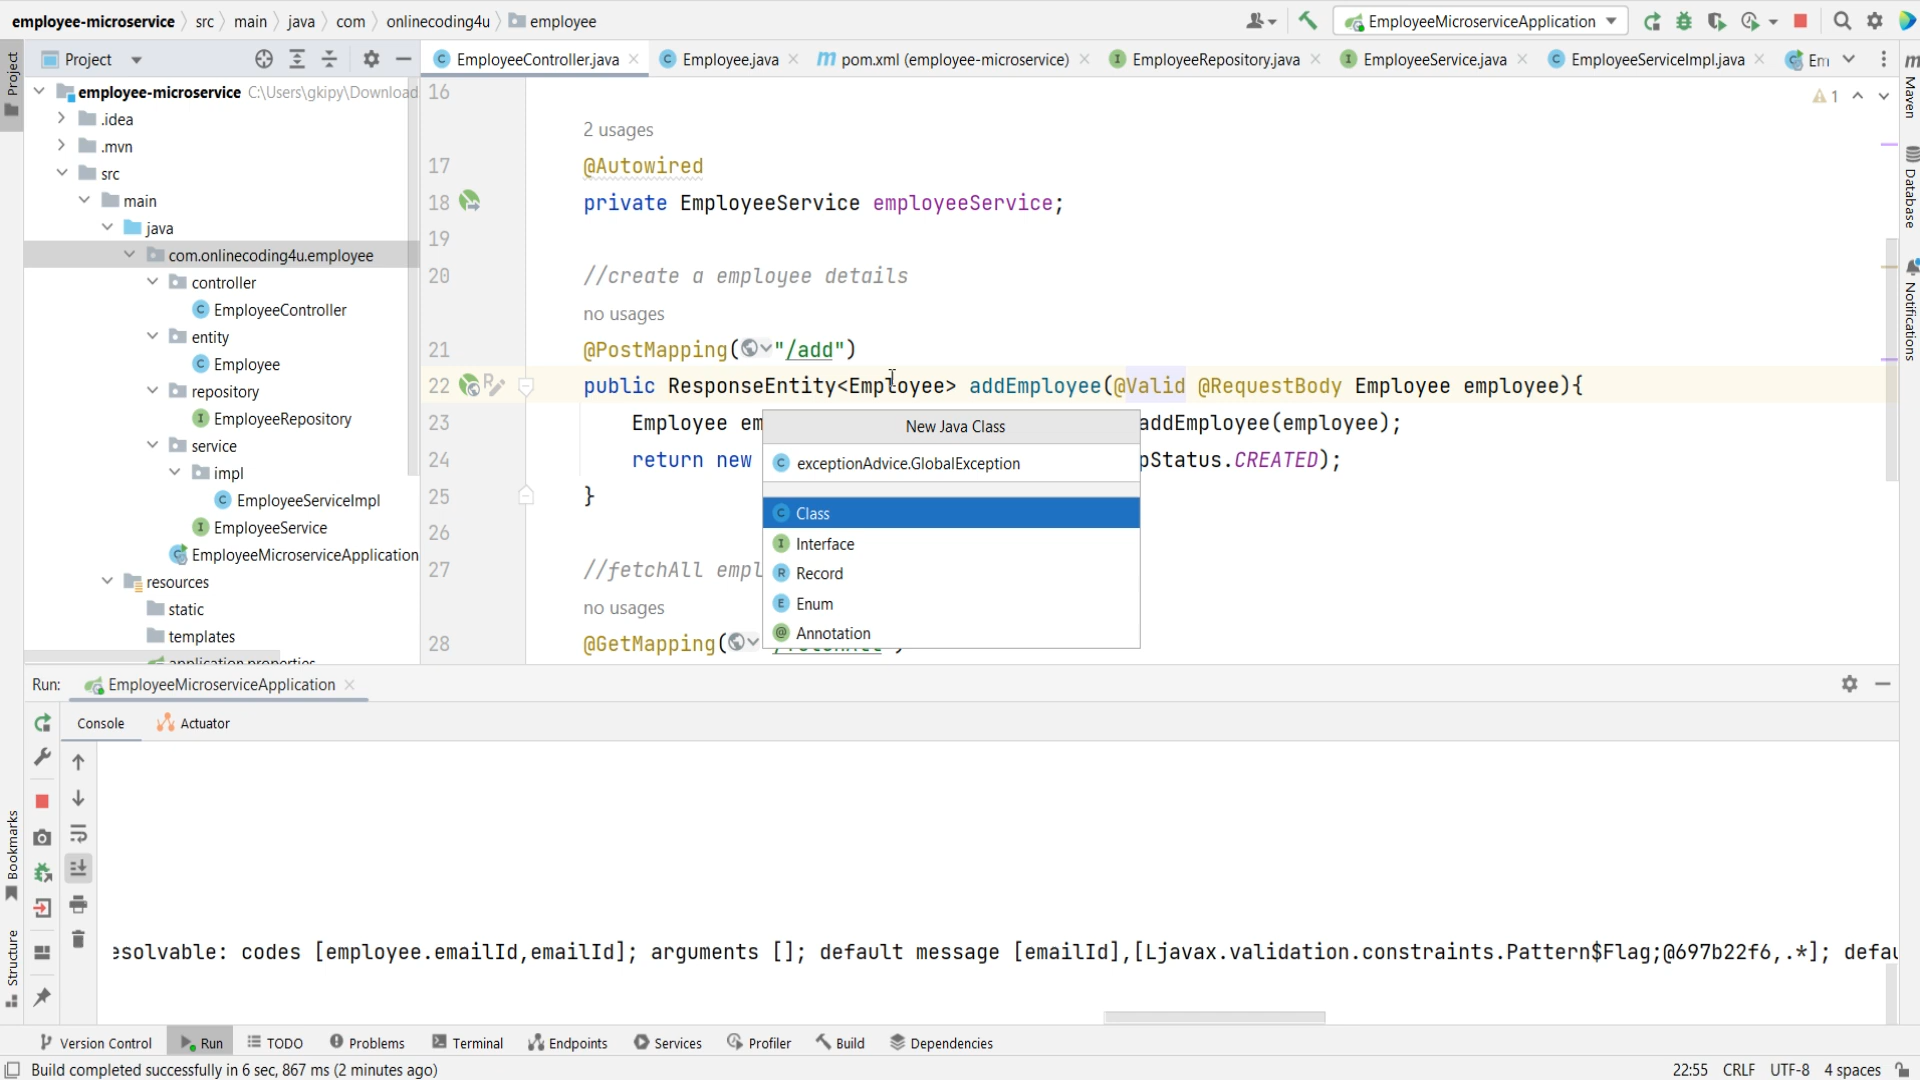 employee-microservice src main java com onlinecoding4u employee
EmployeeMicroserviceApplication
Project
EmployeeController.java Employee.java pom.xml (employee-microservice) EmployeeRepository.java EmployeeService.java EmployeeServiceImpl.java Em
Project
Bookmarks
Structure
employee-microservice C:\Users\gkipy\Download
.idea
.mvn
src
main
java
com.onlinecoding4u.employee
controller
EmployeeController
entity
Employee
repository
EmployeeRepository
service
impl
EmployeeServiceImpl
EmployeeService
EmployeeMicroserviceApplication
resources
static
templates
application.properties
16
2 usages
17 @Autowired
18 private EmployeeService employeeService;
19
20 //create a employee details
no usages
21 @PostMapping("/add")
22 public ResponseEntity<Employee> addEmployee(@Valid @RequestBody Employee employee){
23 Employee em addEmployee(employee);
24 return new pStatus.CREATED);
25 }
26
27 //fetchAll empl
no usages
28 @GetMapping(
1
New Java Class
exceptionAdvice.GlobalException
Class
Interface
Record
Enum
Annotation
Maven
Database
Notifications
Run: EmployeeMicroserviceApplication
Console Actuator
esolvable: codes [employee.emailId,emailId]; arguments []; default message [emailId],[Ljavax.validation.constraints.Pattern$Flag;@697b22f6,.*]; defau
Version Control Run TODO Problems Terminal Endpoints Services Profiler Build Dependencies
Build completed successfully in 6 sec, 867 ms (2 minutes ago) 22:55 CRLF UTF-8 4 spaces